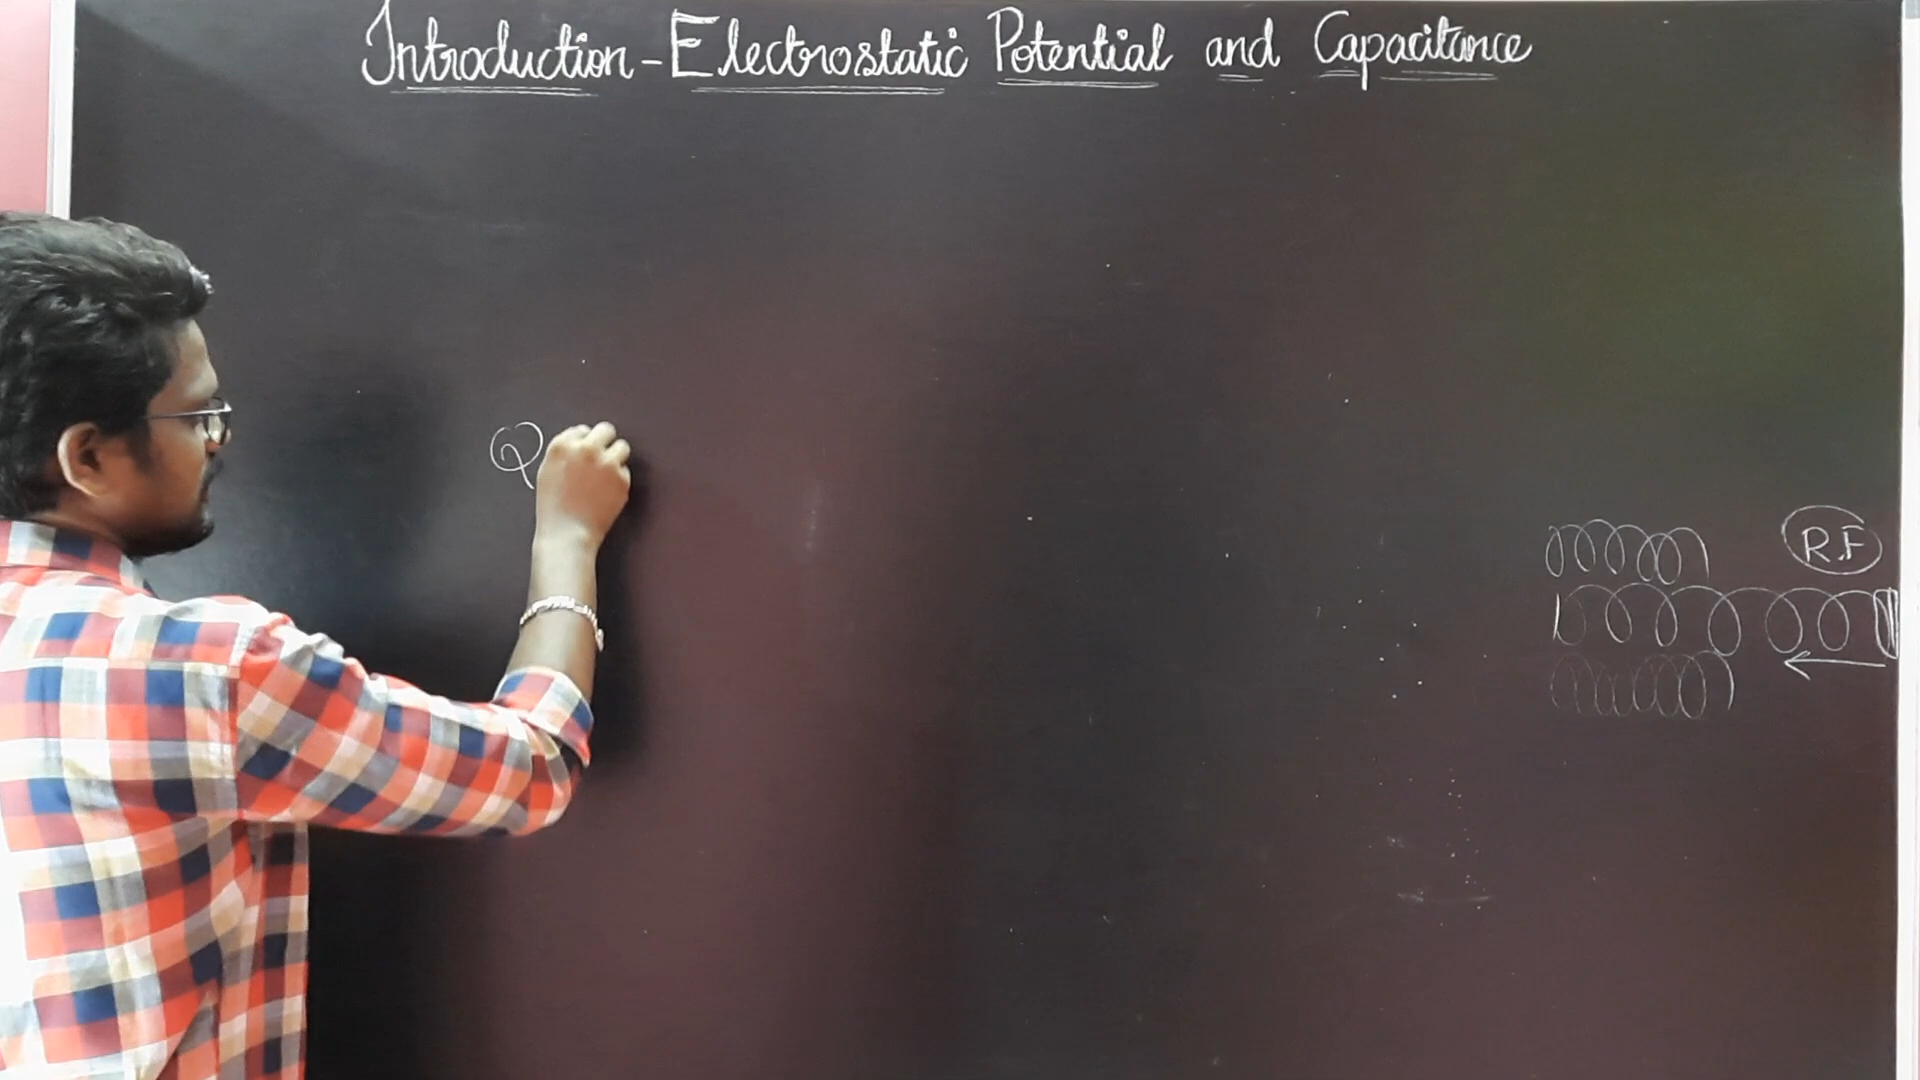 Introduction - Electrostatic Potential and Capacitance
Q
R.F